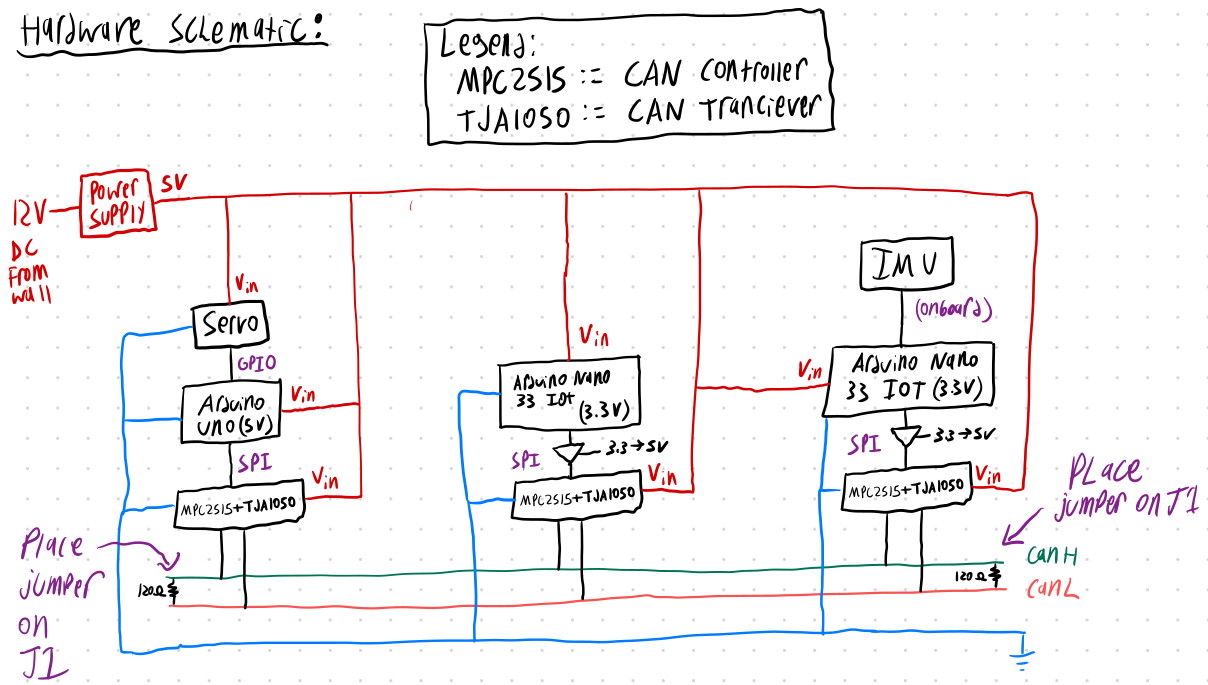 Hardware Schematic:
Legend:
MPC2515 := CAN controller
TJA1050 := CAN Tranciever
Power
Supply
5V
12V
DC
From
wall
Vin
Servo
GPIO
Arduino
UNO (5V)
Vin
SPI
Vin
MPC2515+TJA1050
Vin
Arduino Nano
33 IOT
(3.3V)
3.3→5V
SPI
Vin
MPC2515+TJA1050
IMU
(onboard)
Vin
Arduino Nano
33 IOT (3.3V)
SPI
3.3→5V
Vin
MPC2515+TJA1050
Place
jumper
on
J1
120Ω
PLace
jumper on J1
120Ω
CanH
CanL